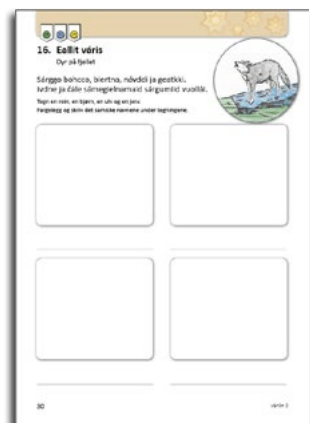 16. Eallit váris
Dyr på fjellet
Sárggo bohcco, biertna, návddi ja geatkki.
Ivdne ja čále sámegielnamaid sárgumiid vuollái.
Tegn en rein, en bjørn, en ulv og en jerv.
Fargelegg og skriv det samiske navnene under tegningene.
30